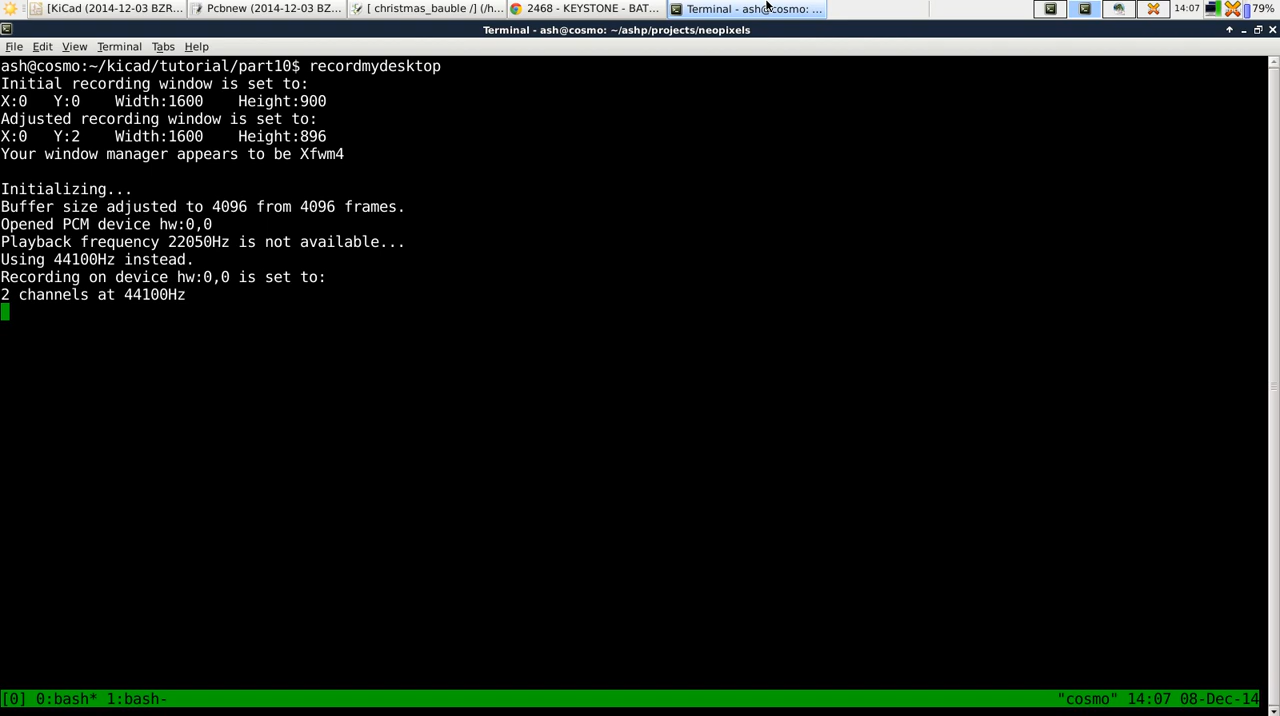 [KiCad (2014-12-03 BZR... Pcbnew (2014-12-03 BZ... [ christmas_bauble /] (/h... 2468 - KEYSTONE - BAT... Terminal - ash@cosmo: ... 14:07 79%
Terminal - ash@cosmo: ~/ashp/projects/neopixels
File Edit View Terminal Tabs Help
ash@cosmo:~/kicad/tutorial/part10$ recordmydesktop
Initial recording window is set to:
X:0 Y:0 Width:1600 Height:900
Adjusted recording window is set to:
X:0 Y:2 Width:1600 Height:896
Your window manager appears to be Xfwm4
Initializing...
Buffer size adjusted to 4096 from 4096 frames.
Opened PCM device hw:0,0
Playback frequency 22050Hz is not available...
Using 44100Hz instead.
Recording on device hw:0,0 is set to:
2 channels at 44100Hz
[0] 0:bash* 1:bash- "cosmo" 14:07 08-Dec-14